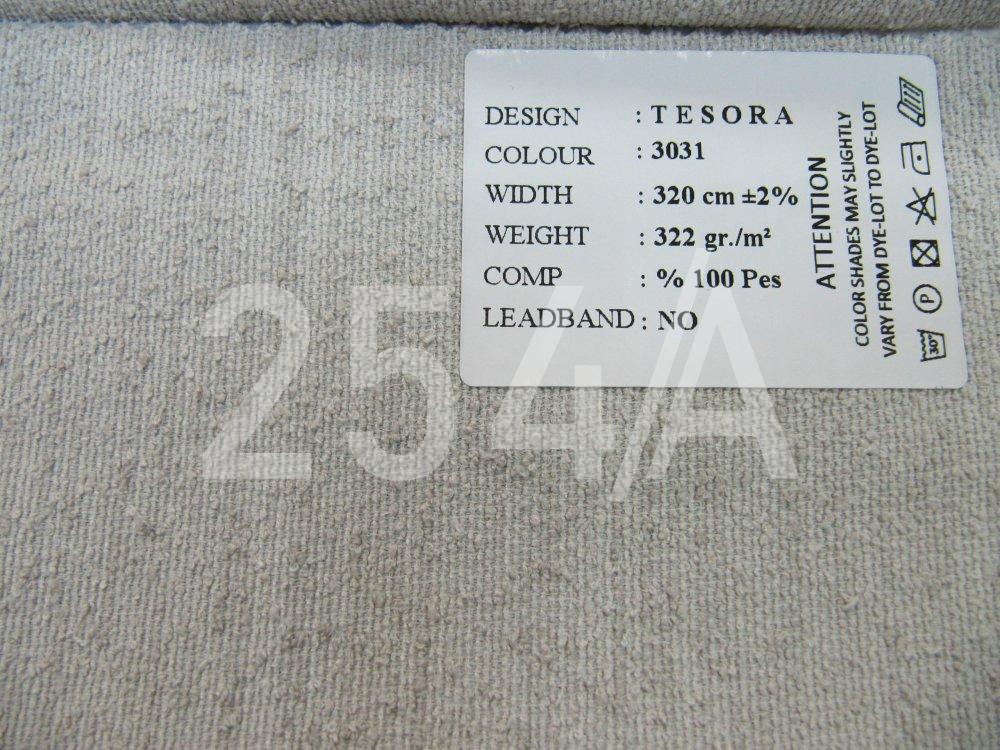 DESIGN : TESORA
COLOUR : 3031
WIDTH : 320 cm ±2%
WEIGHT : 322 gr./m²
COMP : % 100 Pes
LEADBAND : NO
ATTENTION
COLOR SHADES MAY SLIGHTLY
VARY FROM DYE-LOT TO DYE-LOT
P
30°
254/A